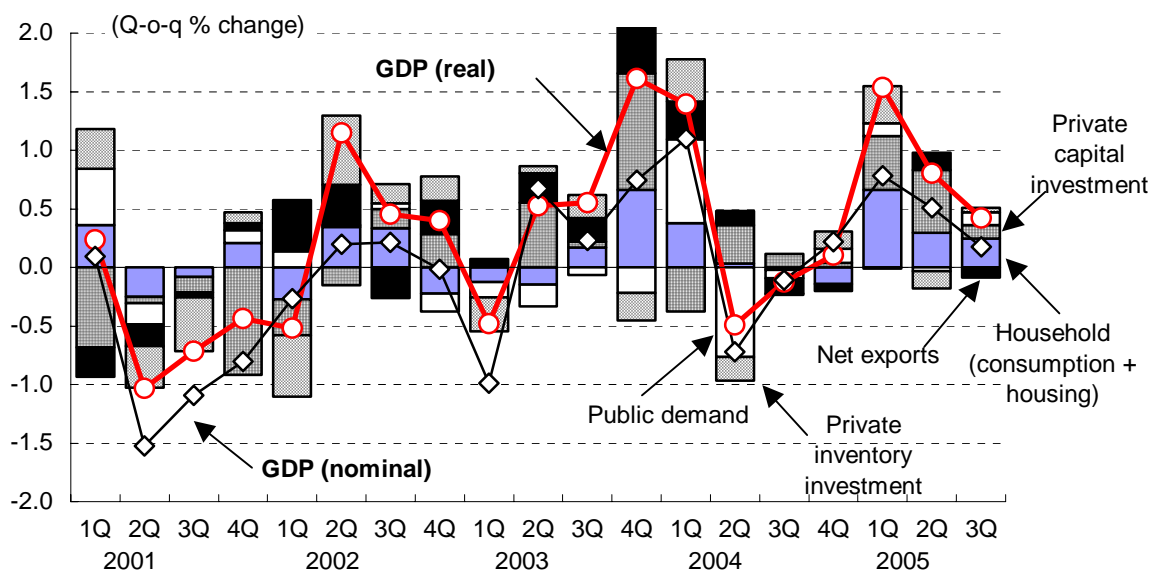 (Q-o-q % change)
2.0
1.5
1.0
0.5
0.0
-0.5
-1.0
-1.5
-2.0
GDP (real)
Private
capital
investment
Net exports
Household
(consumption +
housing)
Public demand
Private
inventory
investment
GDP (nominal)
1Q 2Q 3Q 4Q 1Q 2Q 3Q 4Q 1Q 2Q 3Q 4Q 1Q 2Q 3Q 4Q 1Q 2Q 3Q
2001 2002 2003 2004 2005